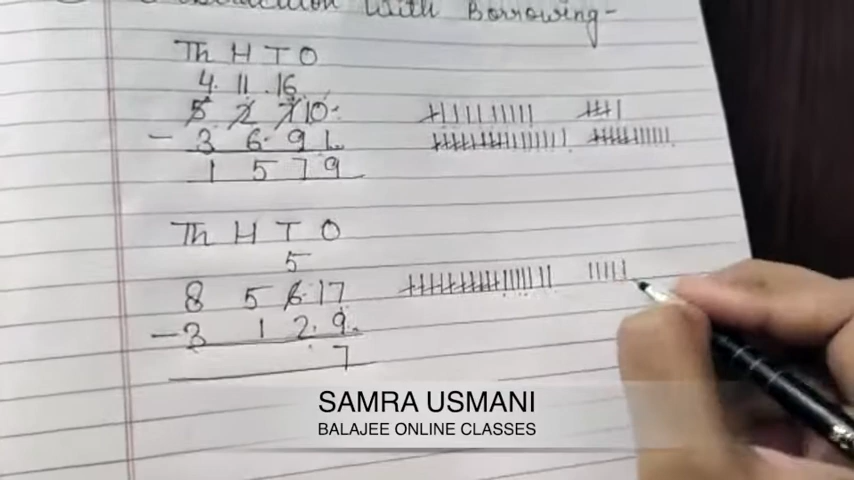 Subtraction with Borrowing-
Th H T O
4 11 16
5 2 7 10
- 3 6 9 1
1 5 7 9
Th H T O
5
8 5 6 17
- 3 1 2 9
7
SAMRA USMANI
BALAJEE ONLINE CLASSES